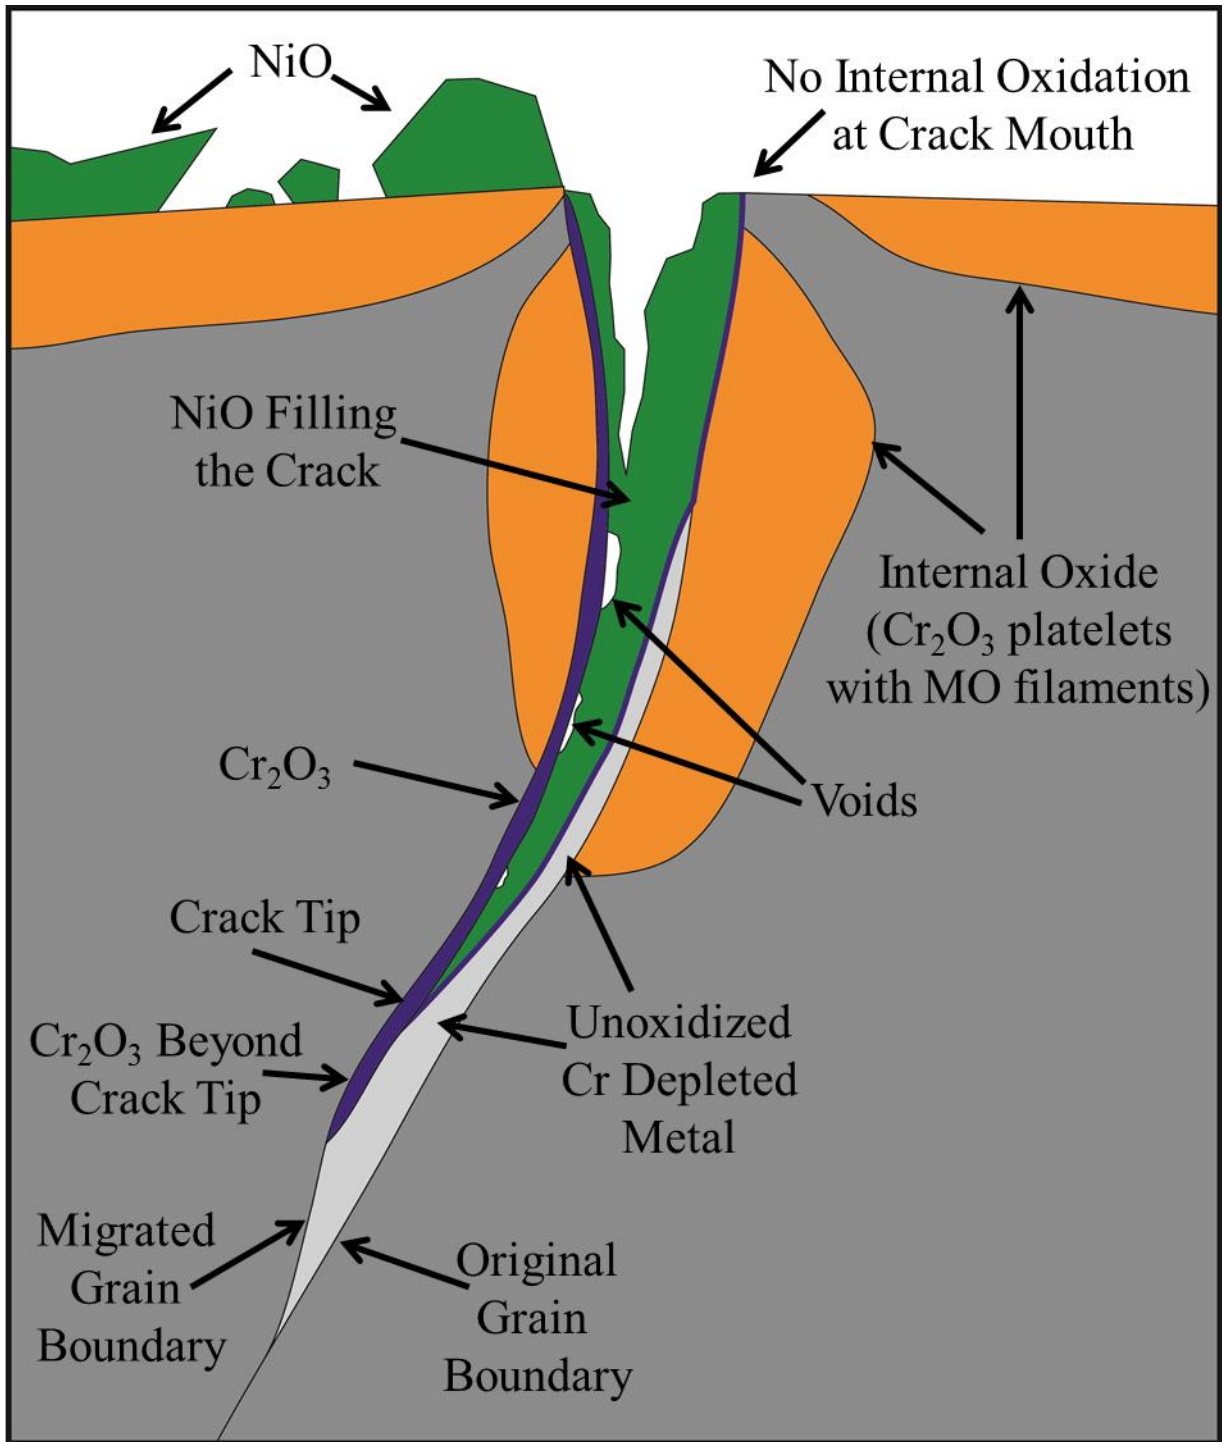 NiO
No Internal Oxidation
at Crack Mouth
NiO Filling
the Crack
Internal Oxide
(Cr₂O₃ platelets
with MO filaments)
Cr₂O₃
Voids
Crack Tip
Cr₂O₃ Beyond
Crack Tip
Unoxidized
Cr Depleted
Metal
Migrated
Grain
Boundary
Original
Grain
Boundary